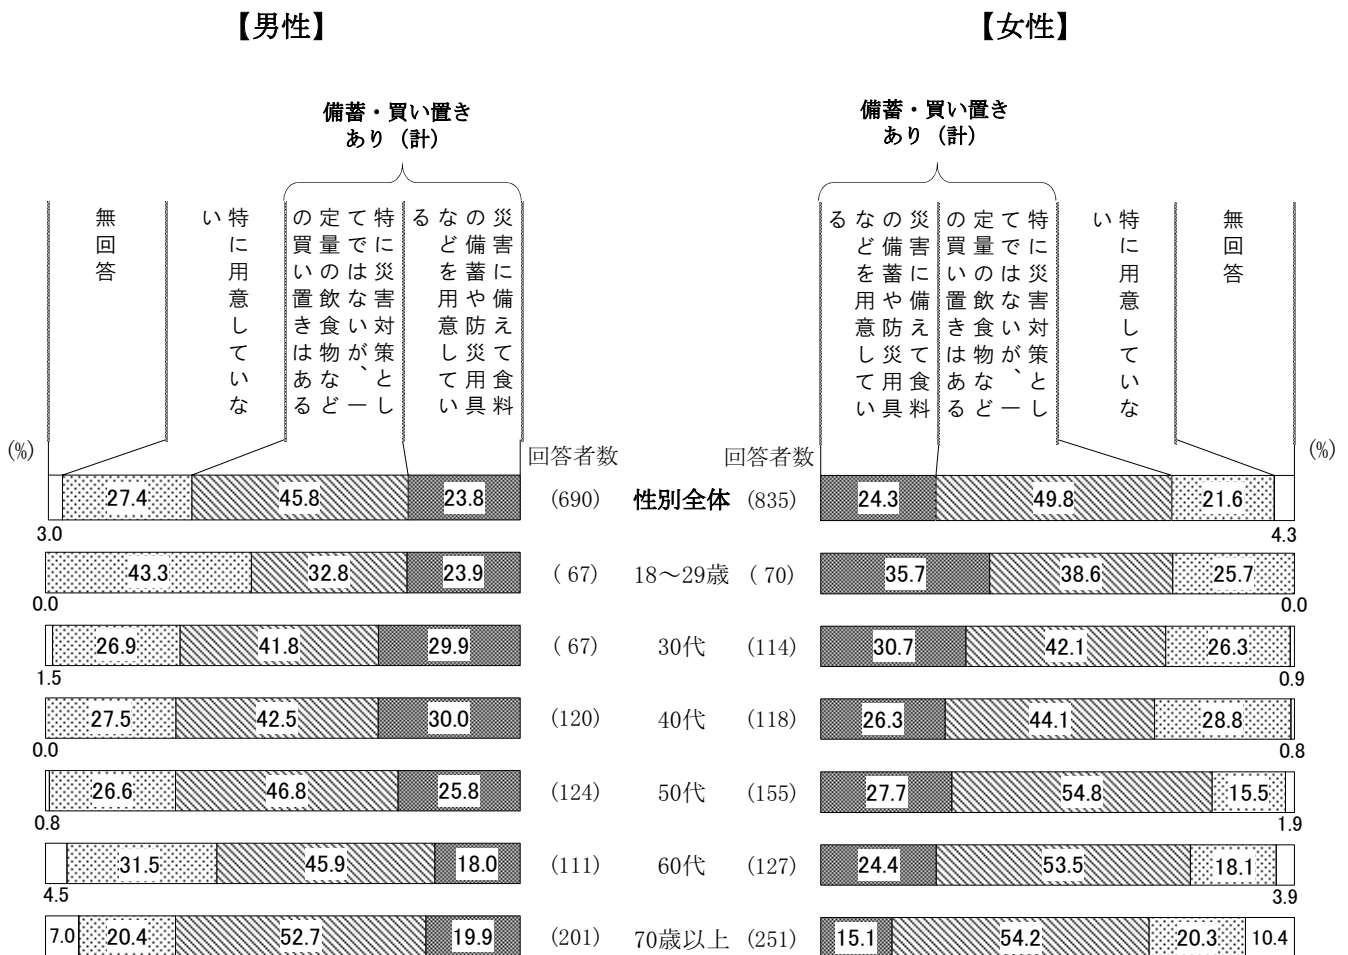 【男性】
【女性】
備蓄・買い置き
あり（計）
備蓄・買い置き
あり（計）
無回答
特に用意していな
い
特に災害対策とし
てではないが、一
定量の飲食物など
の買い置きはある
災害に備えて食料
の備蓄や防災用具
などを用意してい
る
災害に備えて食料
の備蓄や防災用具
などを用意してい
る
特に災害対策とし
てではないが、一
定量の飲食物など
の買い置きはある
特に用意していな
い
無回答
(%)
回答者数
回答者数
(%)
27.4 45.8 23.8 (690) 性別全体 (835) 24.3 49.8 21.6
3.0 4.3
43.3 32.8 23.9 ( 67) 18～29歳 ( 70) 35.7 38.6 25.7
0.0 0.0
26.9 41.8 29.9 ( 67) 30代 (114) 30.7 42.1 26.3
1.5 0.9
27.5 42.5 30.0 (120) 40代 (118) 26.3 44.1 28.8
0.0 0.8
26.6 46.8 25.8 (124) 50代 (155) 27.7 54.8 15.5
0.8 1.9
31.5 45.9 18.0 (111) 60代 (127) 24.4 53.5 18.1
4.5 3.9
7.0 20.4 52.7 19.9 (201) 70歳以上 (251) 15.1 54.2 20.3 10.4